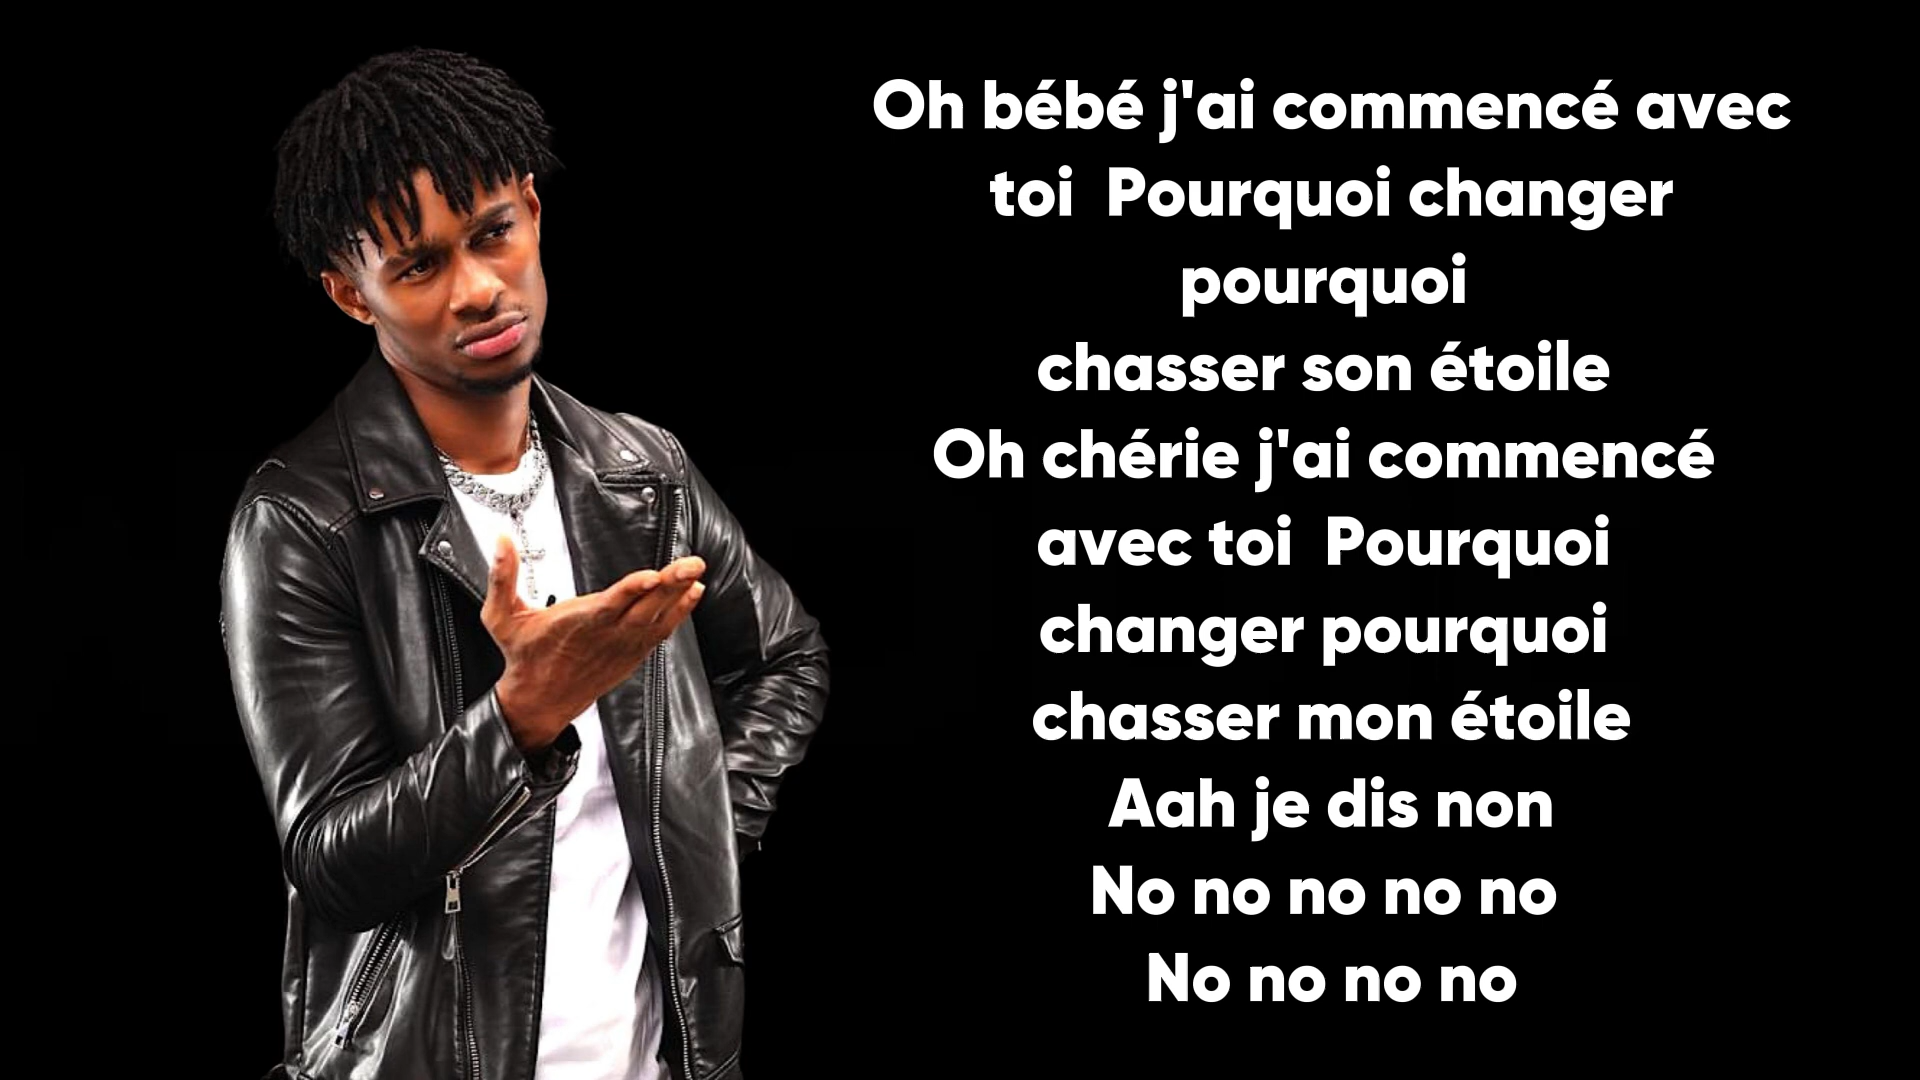 Oh bébé j'ai commencé avec
toi  Pourquoi changer
pourquoi
chasser son étoile
Oh chérie j'ai commencé
avec toi  Pourquoi
changer pourquoi
chasser mon étoile
Aah je dis non
No no no no no
No no no no